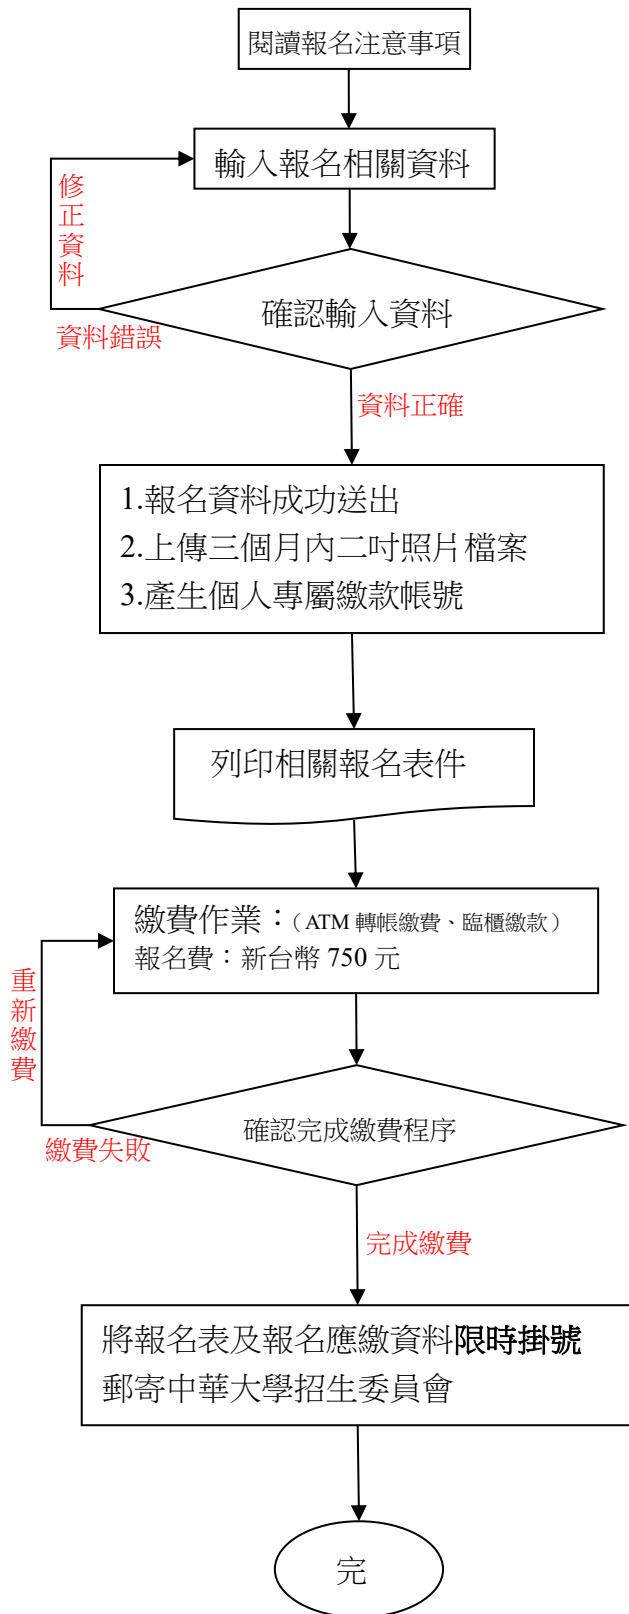 閱讀報名注意事項
輸入報名相關資料
修正資料
確認輸入資料
資料錯誤
資料正確
1.報名資料成功送出
2.上傳三個月內二吋照片檔案
3.產生個人專屬繳款帳號
列印相關報名表件
繳費作業：（ATM 轉帳繳費、臨櫃繳款）
報名費：新台幣 750 元
重新繳費
確認完成繳費程序
繳費失敗
完成繳費
將報名表及報名應繳資料限時掛號
郵寄中華大學招生委員會
完